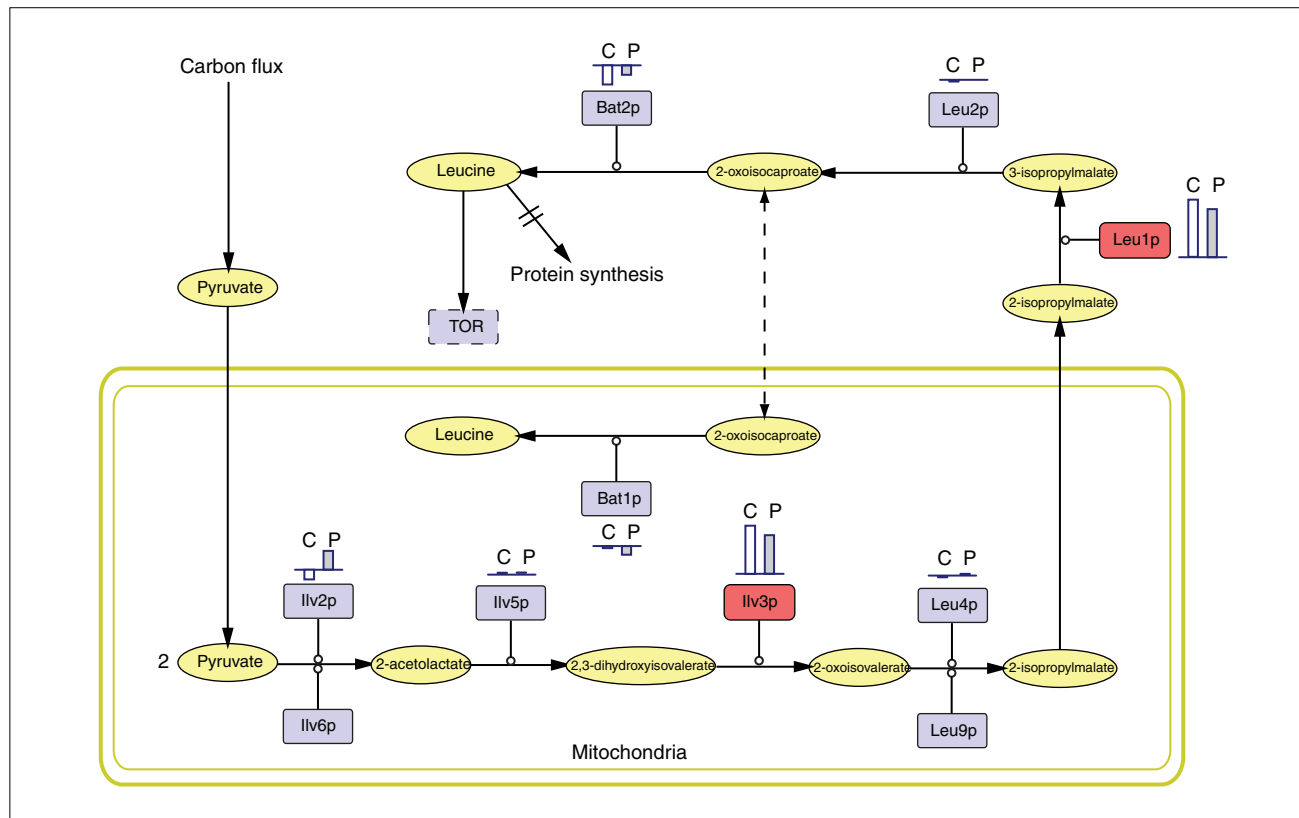 Carbon flux
C P
Bat2p
C P
Leu2p
Leucine
2-oxoisocaproate
3-isopropylmalate
C P
Leu1p
Protein synthesis
Pyruvate
2-isopropylmalate
TOR
Leucine
2-oxoisocaproate
Bat1p
C P
C P
Ilv2p
C P
Ilv5p
C P
Ilv3p
C P
Leu4p
2
Pyruvate
2-acetolactate
2,3-dihydroxyisovalerate
2-oxoisovalerate
2-isopropylmalate
Ilv6p
Leu9p
Mitochondria